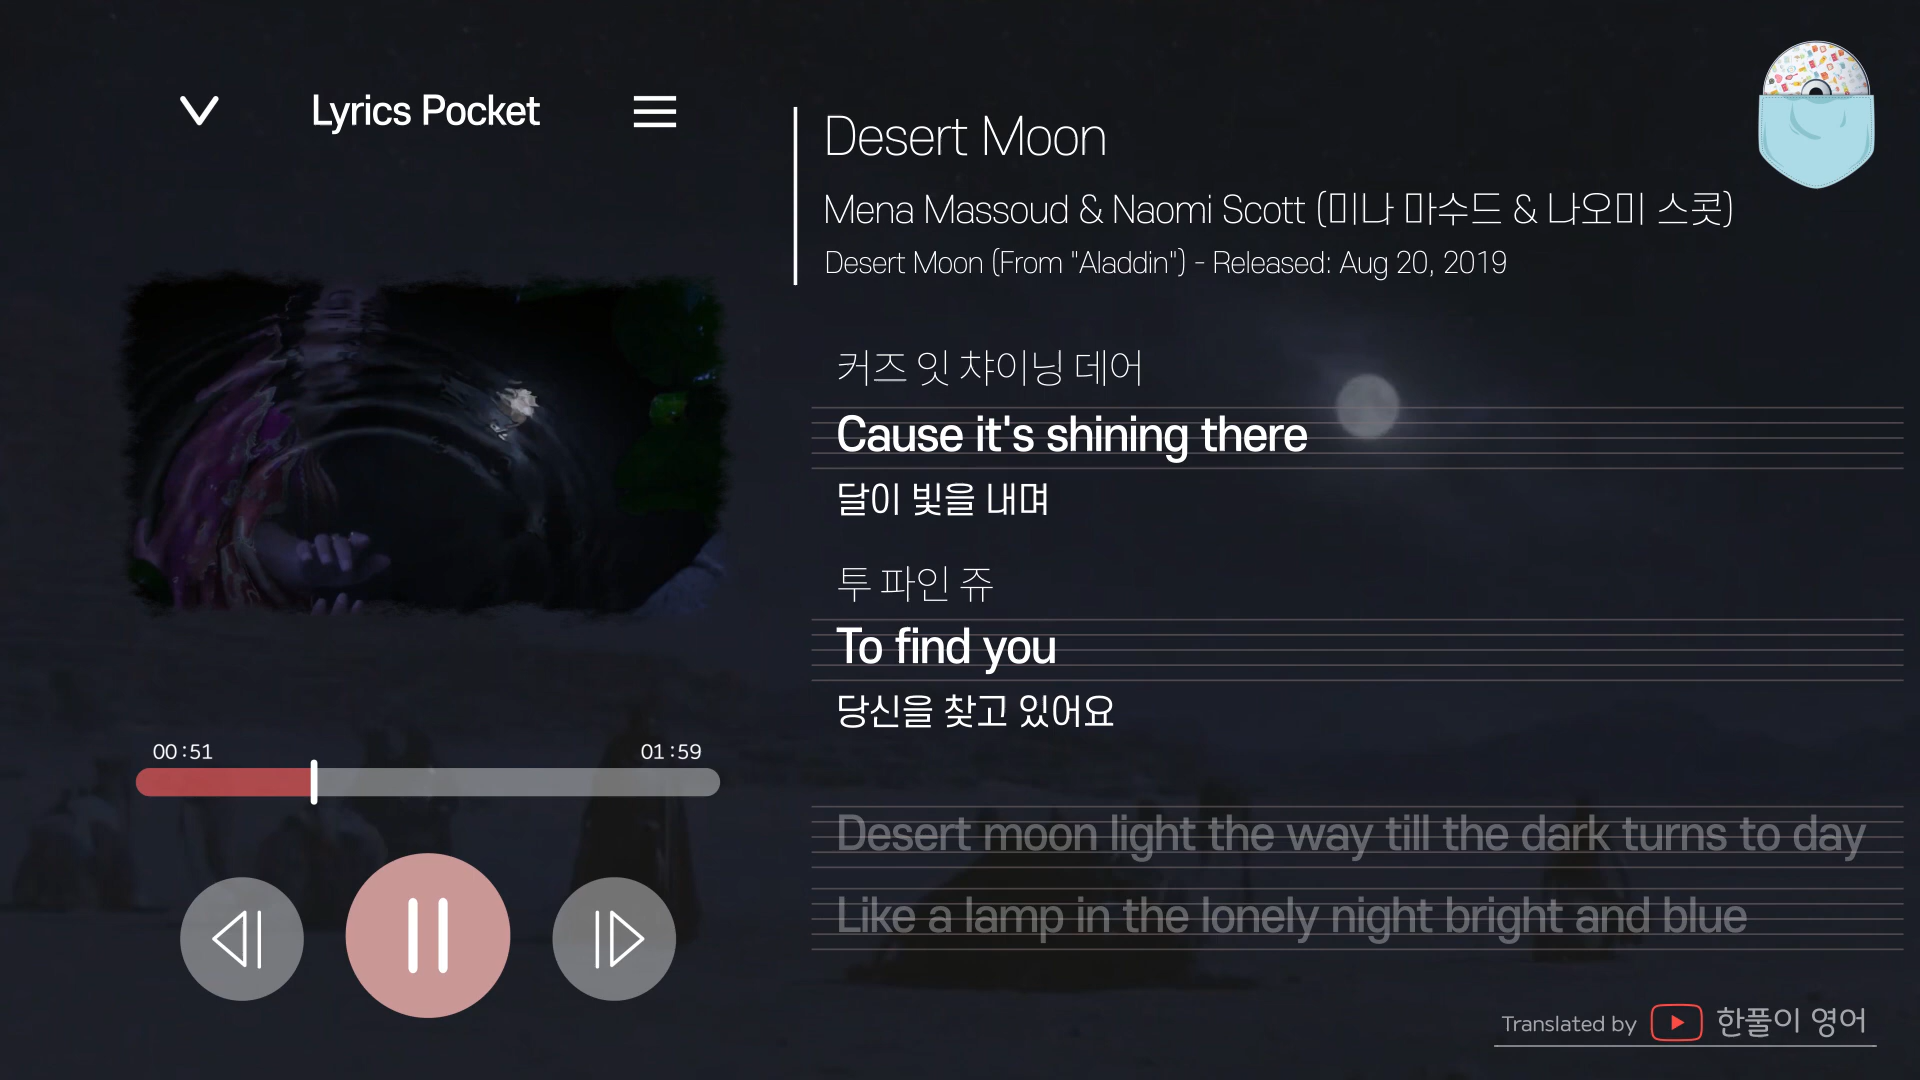 Lyrics Pocket
Desert Moon
Mena Massoud & Naomi Scott (미나 마수드 & 나오미 스콧)
Desert Moon (From "Aladdin") - Released: Aug 20, 2019
커즈 잇 챠이닝 데어
Cause it's shining there
달이 빛을 내며
투 파인 쥬
To find you
당신을 찾고 있어요
00:51
01:59
Desert moon light the way till the dark turns to day
Like a lamp in the lonely night bright and blue
Translated by 한풀이 영어